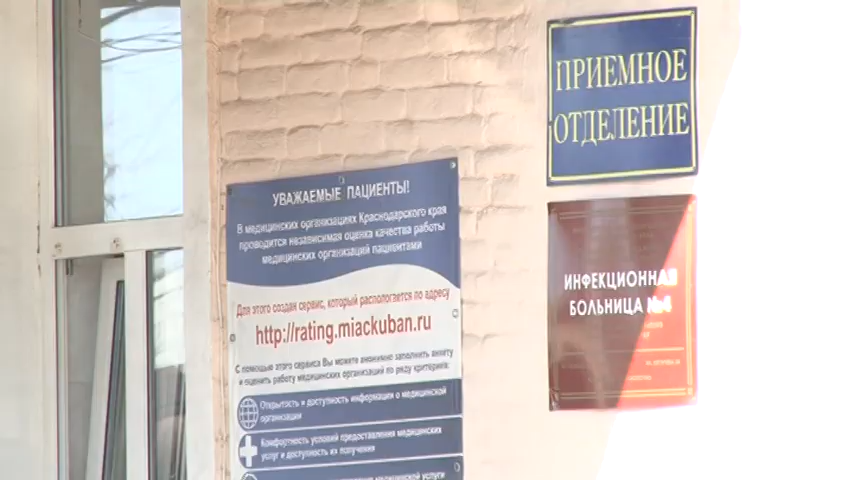 УВАЖАЕМЫЕ ПАЦИЕНТЫ!
В медицинских организациях Краснодарского края
проводится независимая оценка качества работы
медицинских организаций пациентами
Для этого создан сервис, который распологается по адресу
http://rating.miackuban.ru
С помощью этого сервиса Вы можете анонимно заполнить анкету
и оценить работу медицинских организаций по ряду критериев:
Открытость и доступность информации о медицинской
организации
Комфортность условий предоставления медицинских
услуг и доступность их получения
медицинской услуги
ПРИЕМНОЕ
ОТДЕЛЕНИЕ
ИНФЕКЦИОННАЯ
БОЛЬНИЦА №4